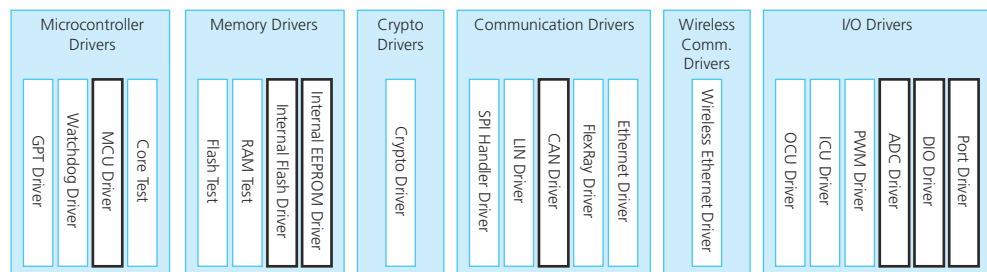 Microcontroller
Drivers
GPT Driver
Watchdog Driver
MCU Driver
Core Test
Memory Drivers
Flash Test
RAM Test
Internal Flash Driver
Internal EEPROM Driver
Crypto
Drivers
Crypto Driver
Communication Drivers
SPI Handler Driver
LIN Driver
CAN Driver
FlexRay Driver
Ethernet Driver
Wireless
Comm.
Drivers
Wireless Ethernet Driver
I/O Drivers
OCU Driver
ICU Driver
PWM Driver
ADC Driver
DIO Driver
Port Driver